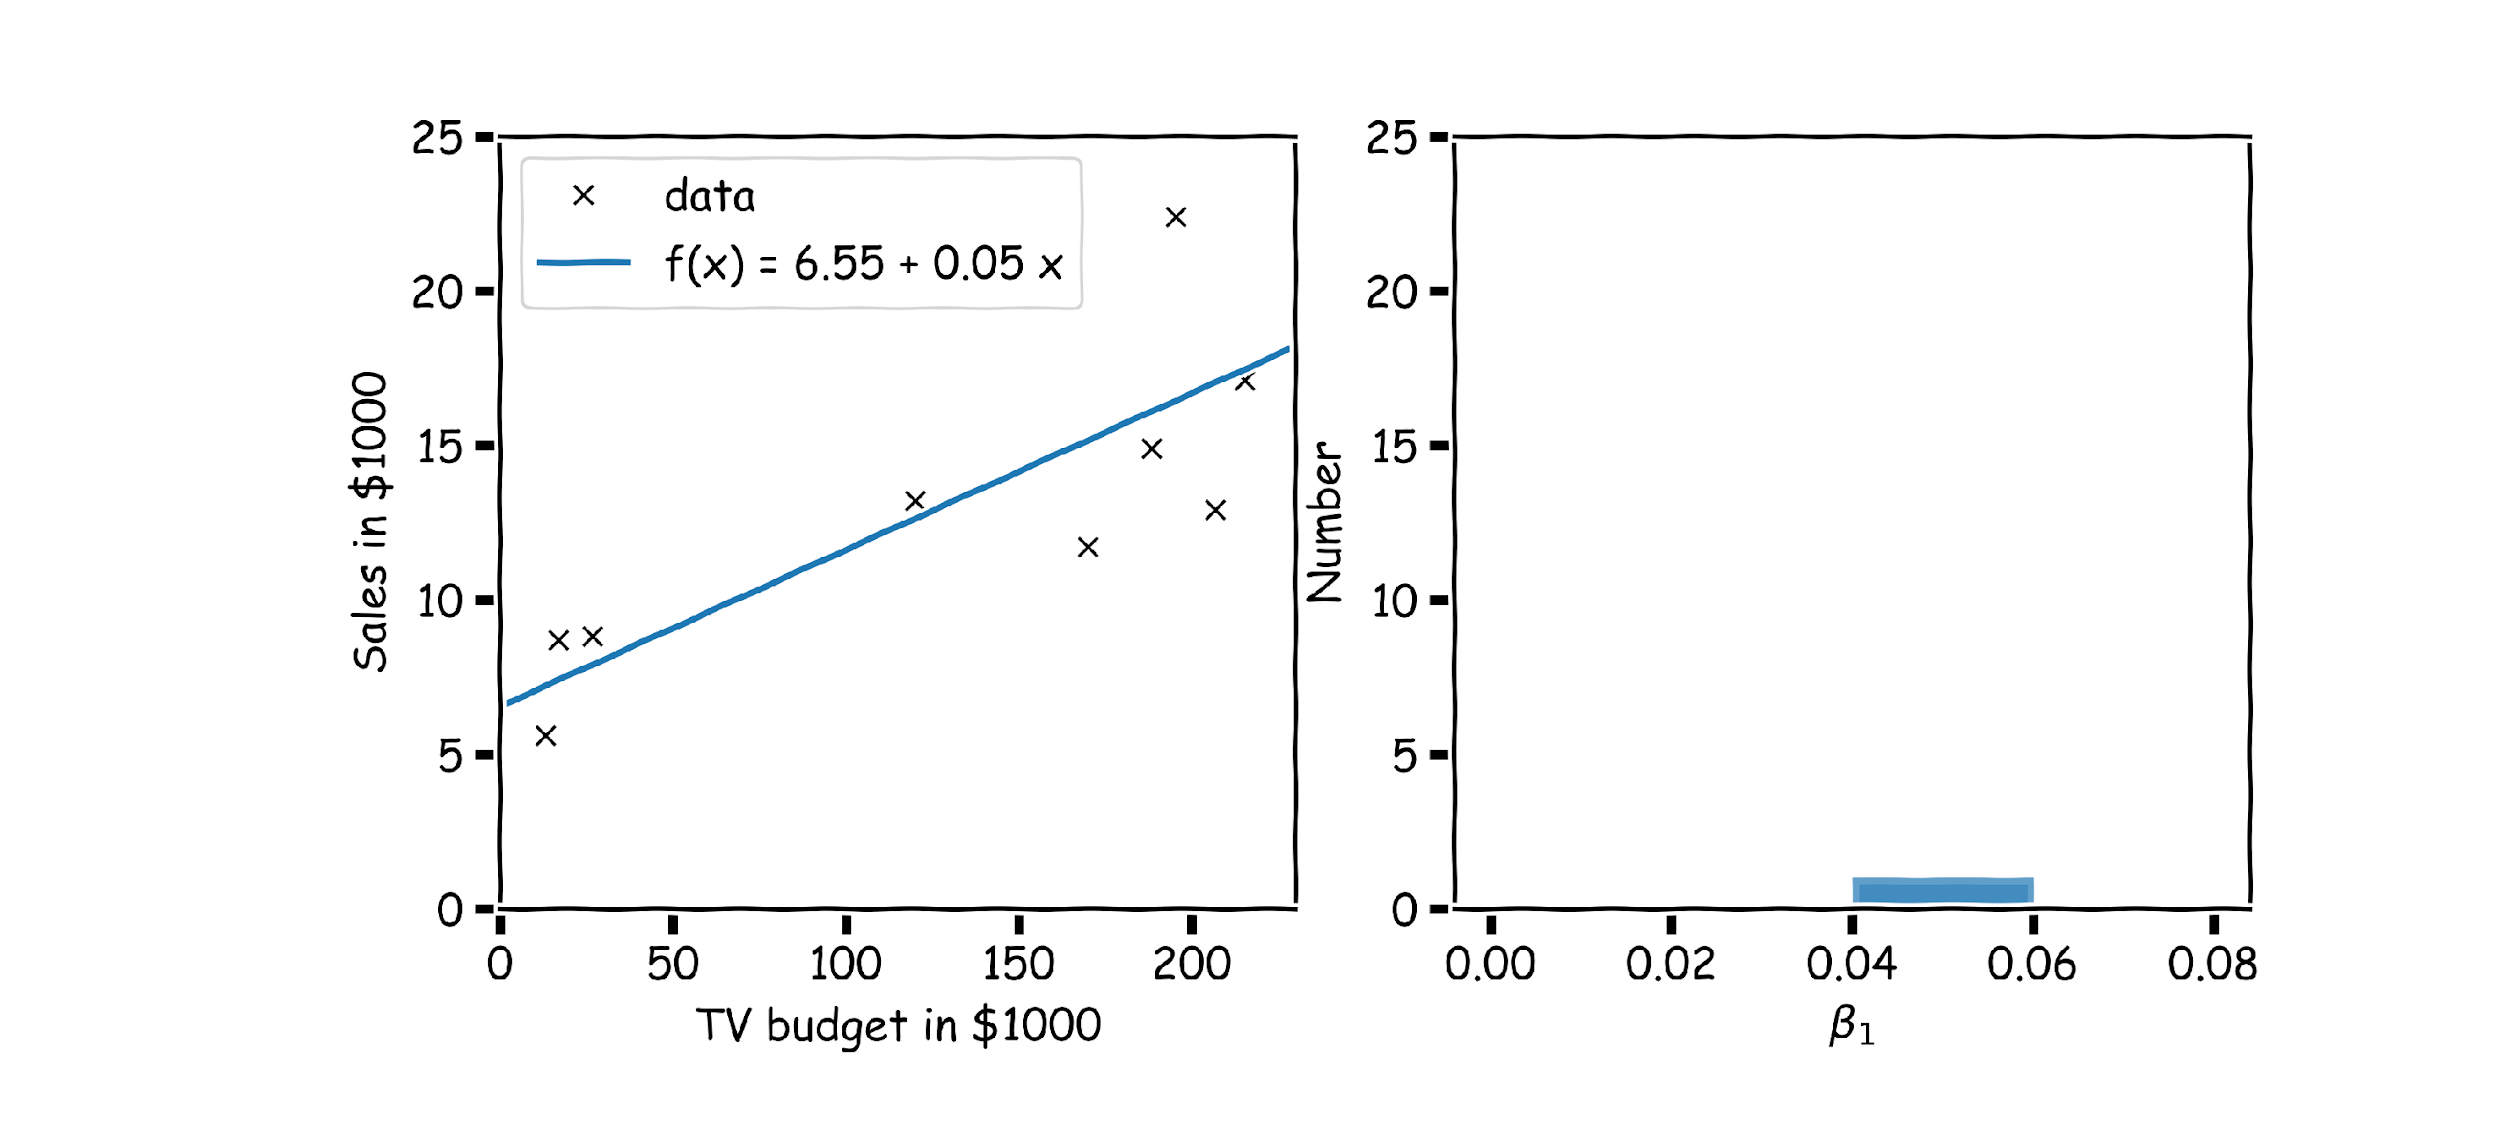 25
20
15
10
5
0
Sales in $1000
× data
f(x) = 6.55 + 0.05 x
0 50 100 150 200
TV budget in $1000
25
20
15
10
5
0
Number
0.00 0.02 0.04 0.06 0.08
β₁